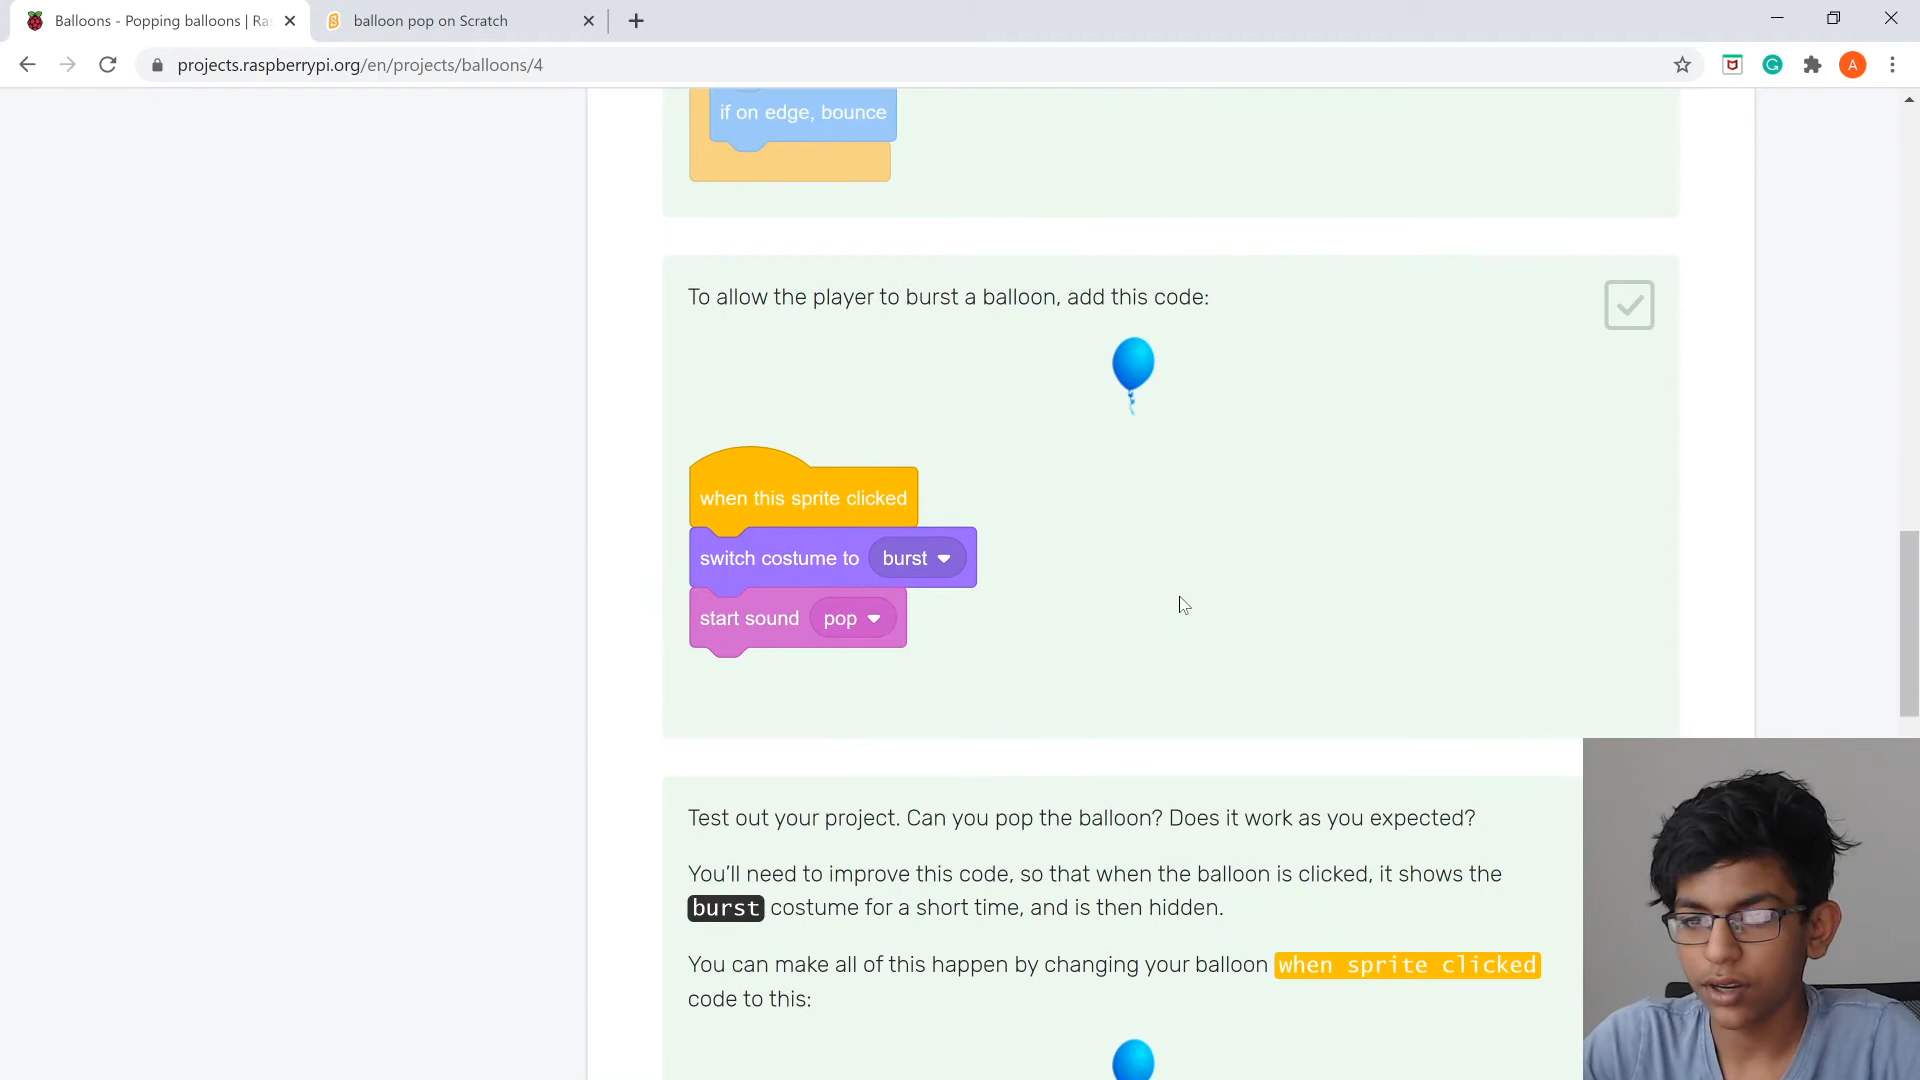 Balloons - Popping balloons | Ras
balloon pop on Scratch
projects.raspberrypi.org/en/projects/balloons/4
A
if on edge, bounce
To allow the player to burst a balloon, add this code:
when this sprite clicked
switch costume to burst
start sound pop
Test out your project. Can you pop the balloon? Does it work as you expected?
You'll need to improve this code, so that when the balloon is clicked, it shows the
burst costume for a short time, and is then hidden.
You can make all of this happen by changing your balloon when sprite clicked
code to this: